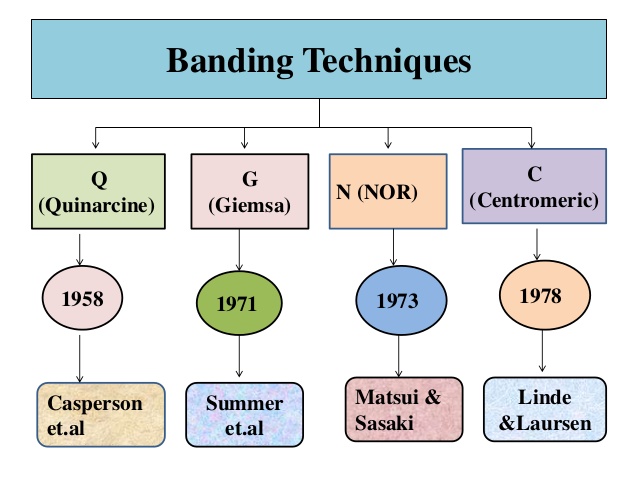 Banding Techniques
Q
(Quinarcine)
G
(Giemsa)
N (NOR)
C
(Centromeric)
1958
1971
1973
1978
Casperson
et.al
Summer
et.al
Matsui &
Sasaki
Linde
&Laursen